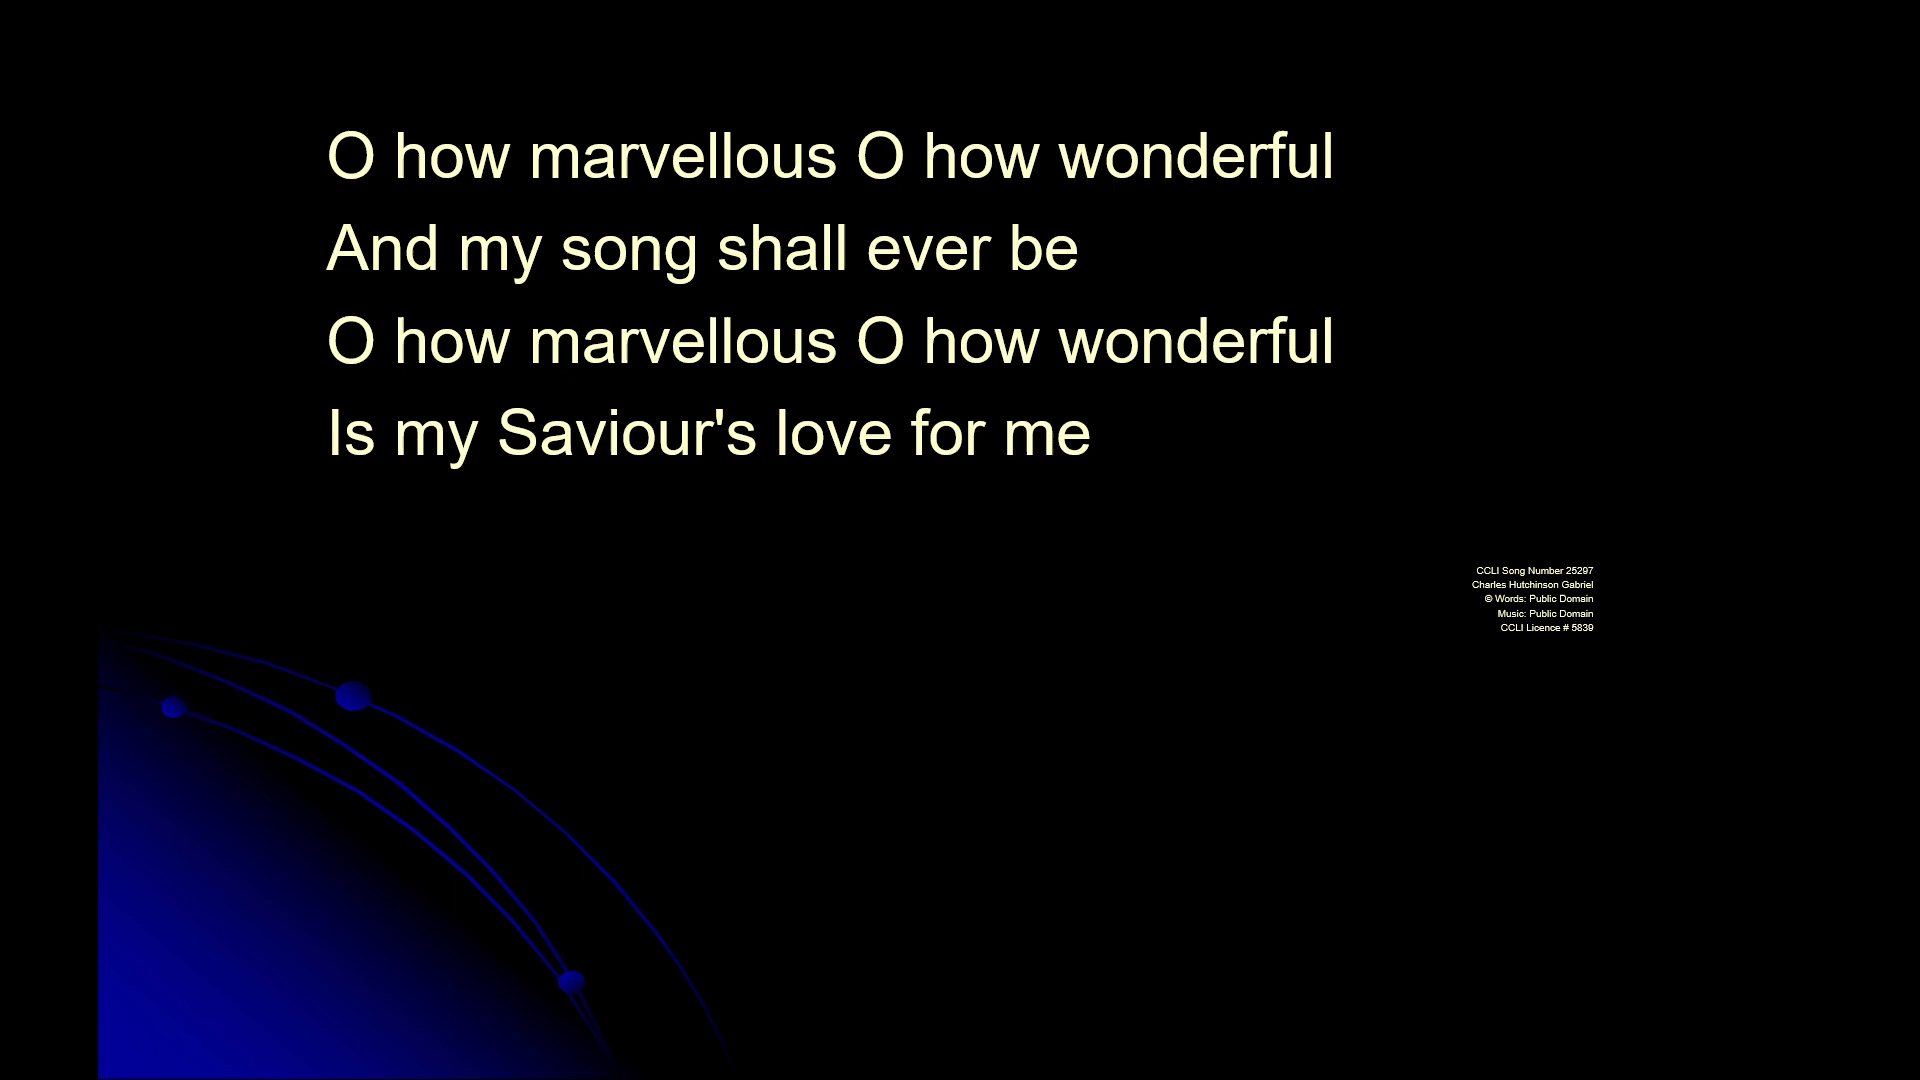 O how marvellous O how wonderful
And my song shall ever be
O how marvellous O how wonderful
Is my Saviour's love for me
CCLI Song Number 25297
Charles Hutchinson Gabriel
© Words: Public Domain
Music: Public Domain
CCLI Licence # 5839